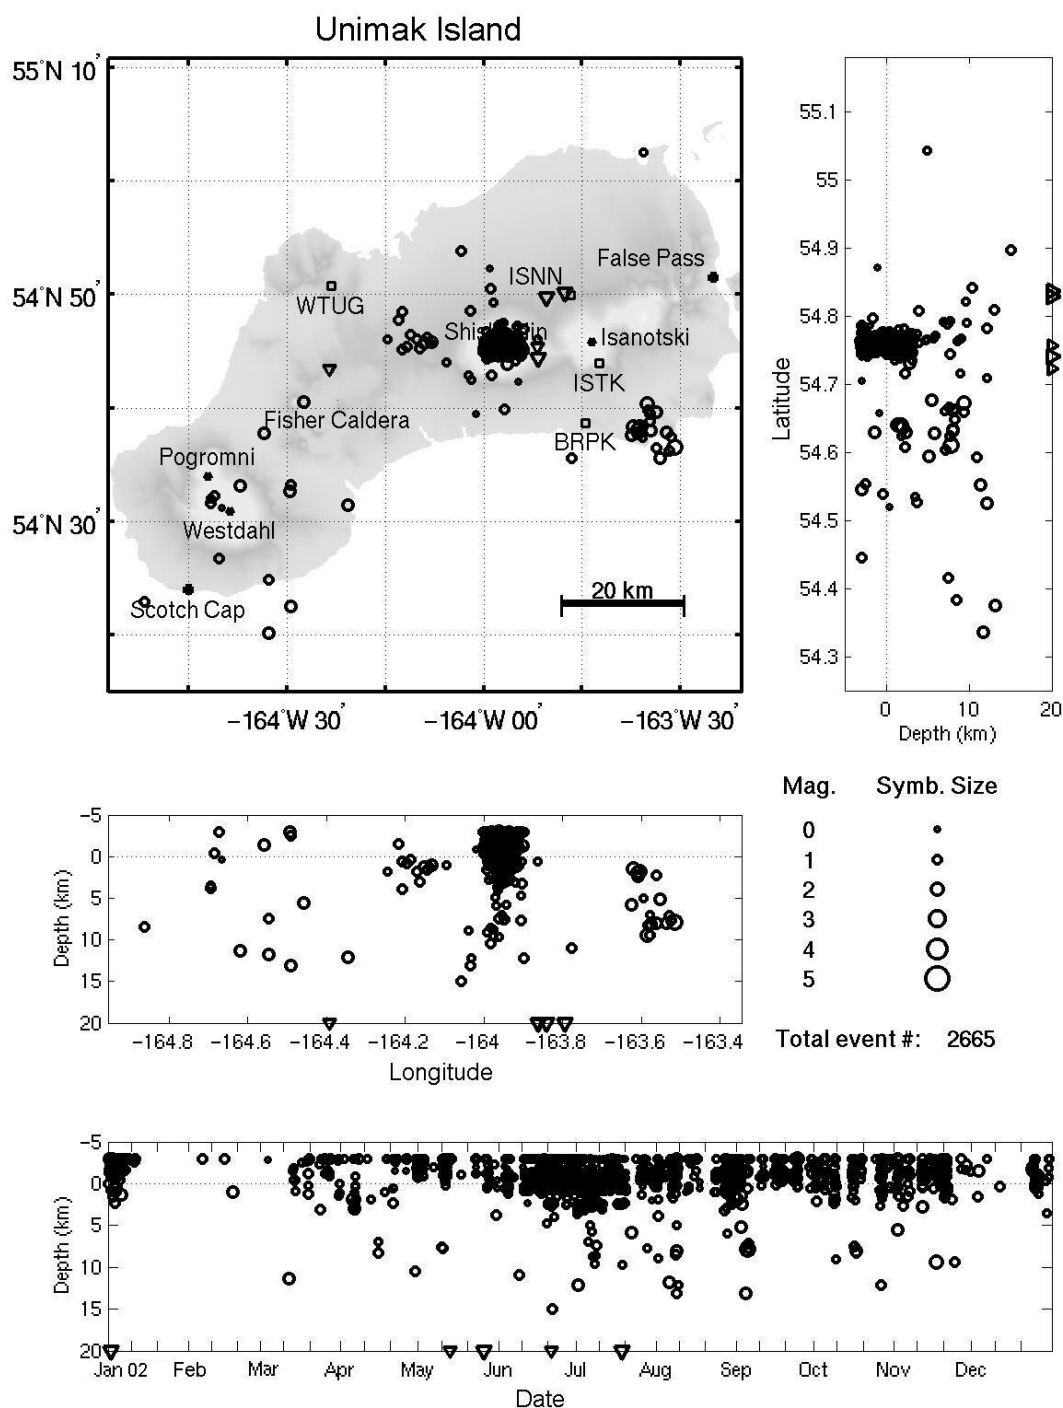 Unimak Island
55°N 10'
54°N 50'
54°N 30'
WTUG
ISNN
False Pass
Shishaldin
Isanotski
ISTK
Fisher Caldera
BRPK
Pogromni
Westdahl
Scotch Cap
20 km
-164°W 30'
-164°W 00'
-163°W 30'
55.1
55
54.9
54.8
54.7
54.6
54.5
54.4
54.3
Latitude
0 10 20
Depth (km)
-5
0
5
10
15
20
Depth (km)
-164.8 -164.6 -164.4 -164.2 -164 -163.8 -163.6 -163.4
Longitude
Mag. Symb. Size
0
1
2
3
4
5
Total event #: 2665
-5
0
5
10
15
20
Depth (km)
Jan 02 Feb Mar Apr May Jun Jul Aug Sep Oct Nov Dec
Date